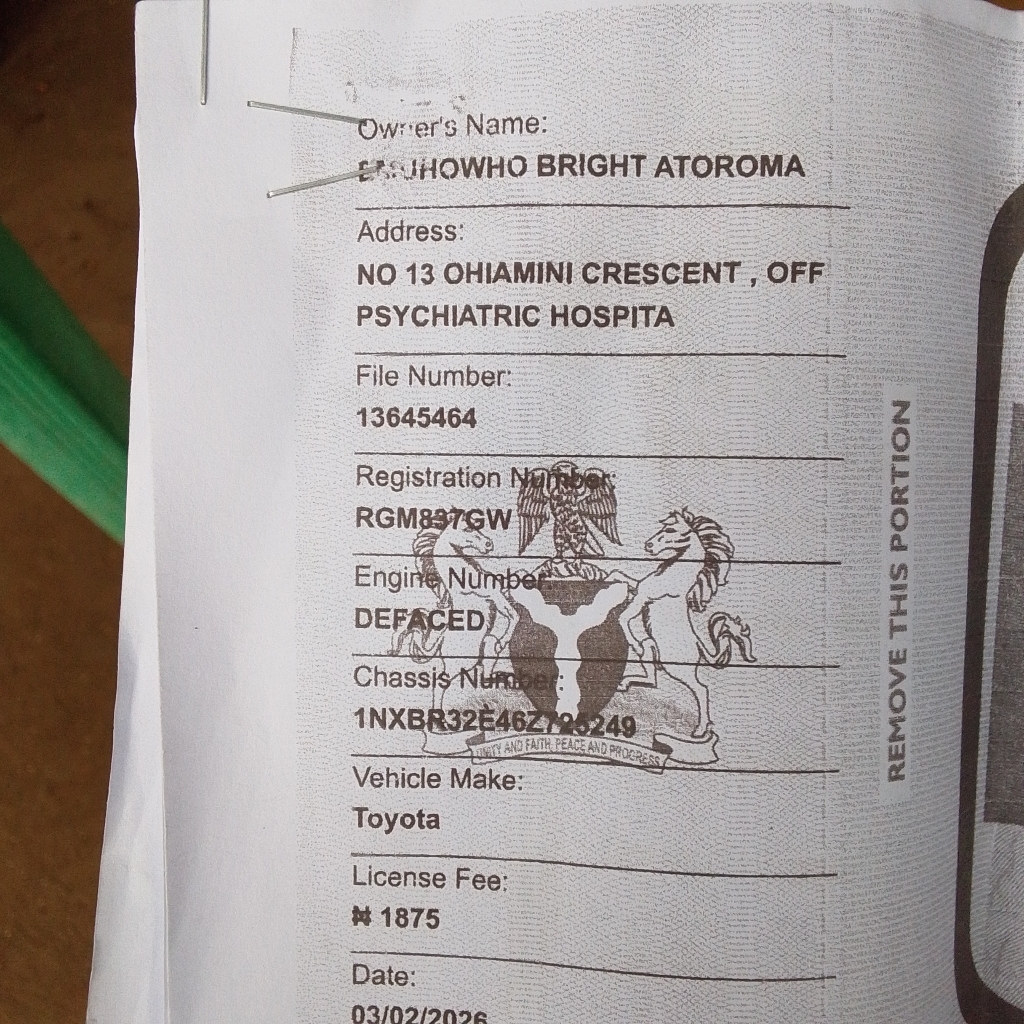 Owner's Name:
BRIGHT ATOROMA
Address:
NO 13 OHIAMINI CRESCENT , OFF
PSYCHIATRIC HOSPITA
File Number:
13645464
Registration Number:
RGM837GW
Engine Number:
DEFACED
Chassis Number:
1NXBR32E46Z725249
UNITY AND FAITH, PEACE AND PROGRESS
Vehicle Make:
Toyota
License Fee:
₦ 1875
Date:
03/02/2026
REMOVE THIS PORTION